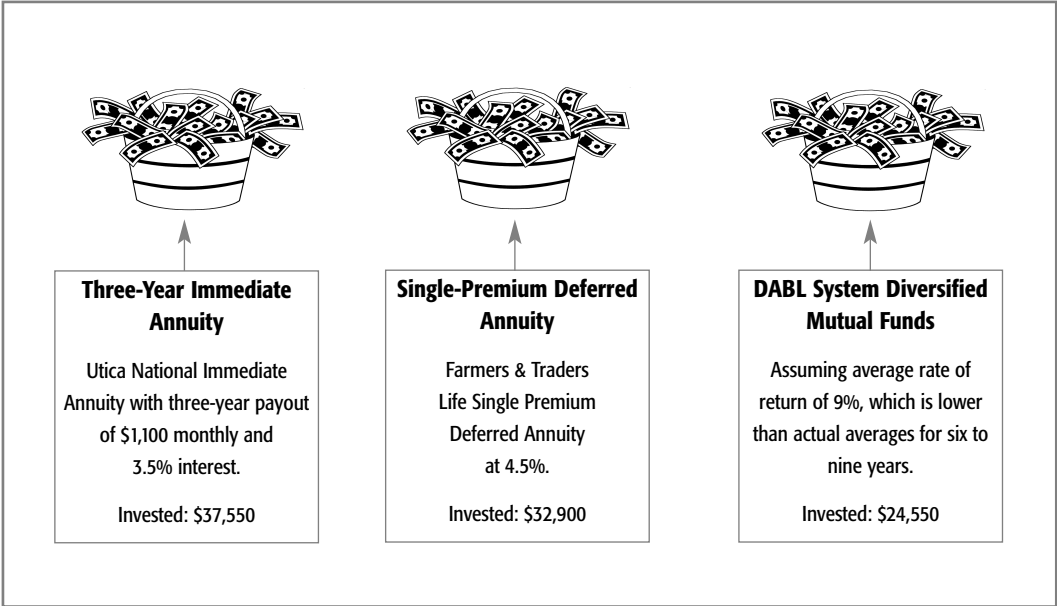 Three-Year Immediate
Annuity
Utica National Immediate
Annuity with three-year payout
of $1,100 monthly and
3.5% interest.
Invested: $37,550
Single-Premium Deferred
Annuity
Farmers & Traders
Life Single Premium
Deferred Annuity
at 4.5%.
Invested: $32,900
DABL System Diversified
Mutual Funds
Assuming average rate of
return of 9%, which is lower
than actual averages for six to
nine years.
Invested: $24,550